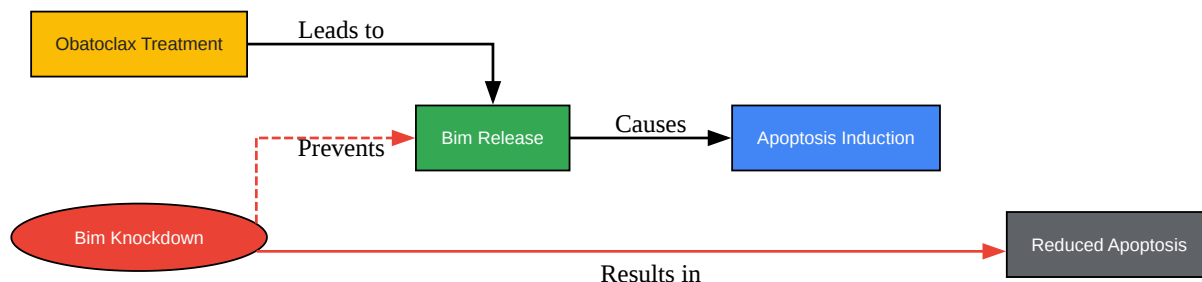 Obatoclax Treatment
Leads to
Bim Release
Causes
Apoptosis Induction
Prevents
Bim Knockdown
Results in
Reduced Apoptosis